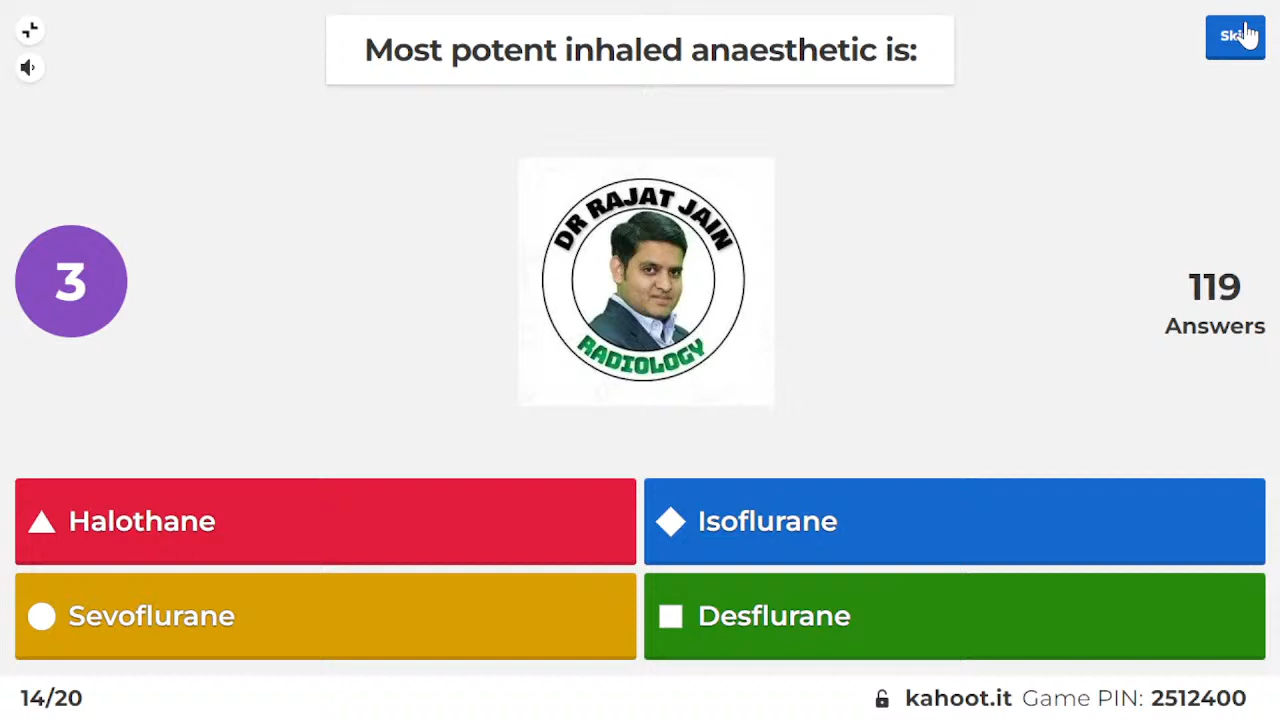 Most potent inhaled anaesthetic is:
DR RAJAT JAIN
RADIOLOGY
3
119
Answers
Halothane
Isoflurane
Sevoflurane
Desflurane
14/20
kahoot.it Game PIN: 2512400